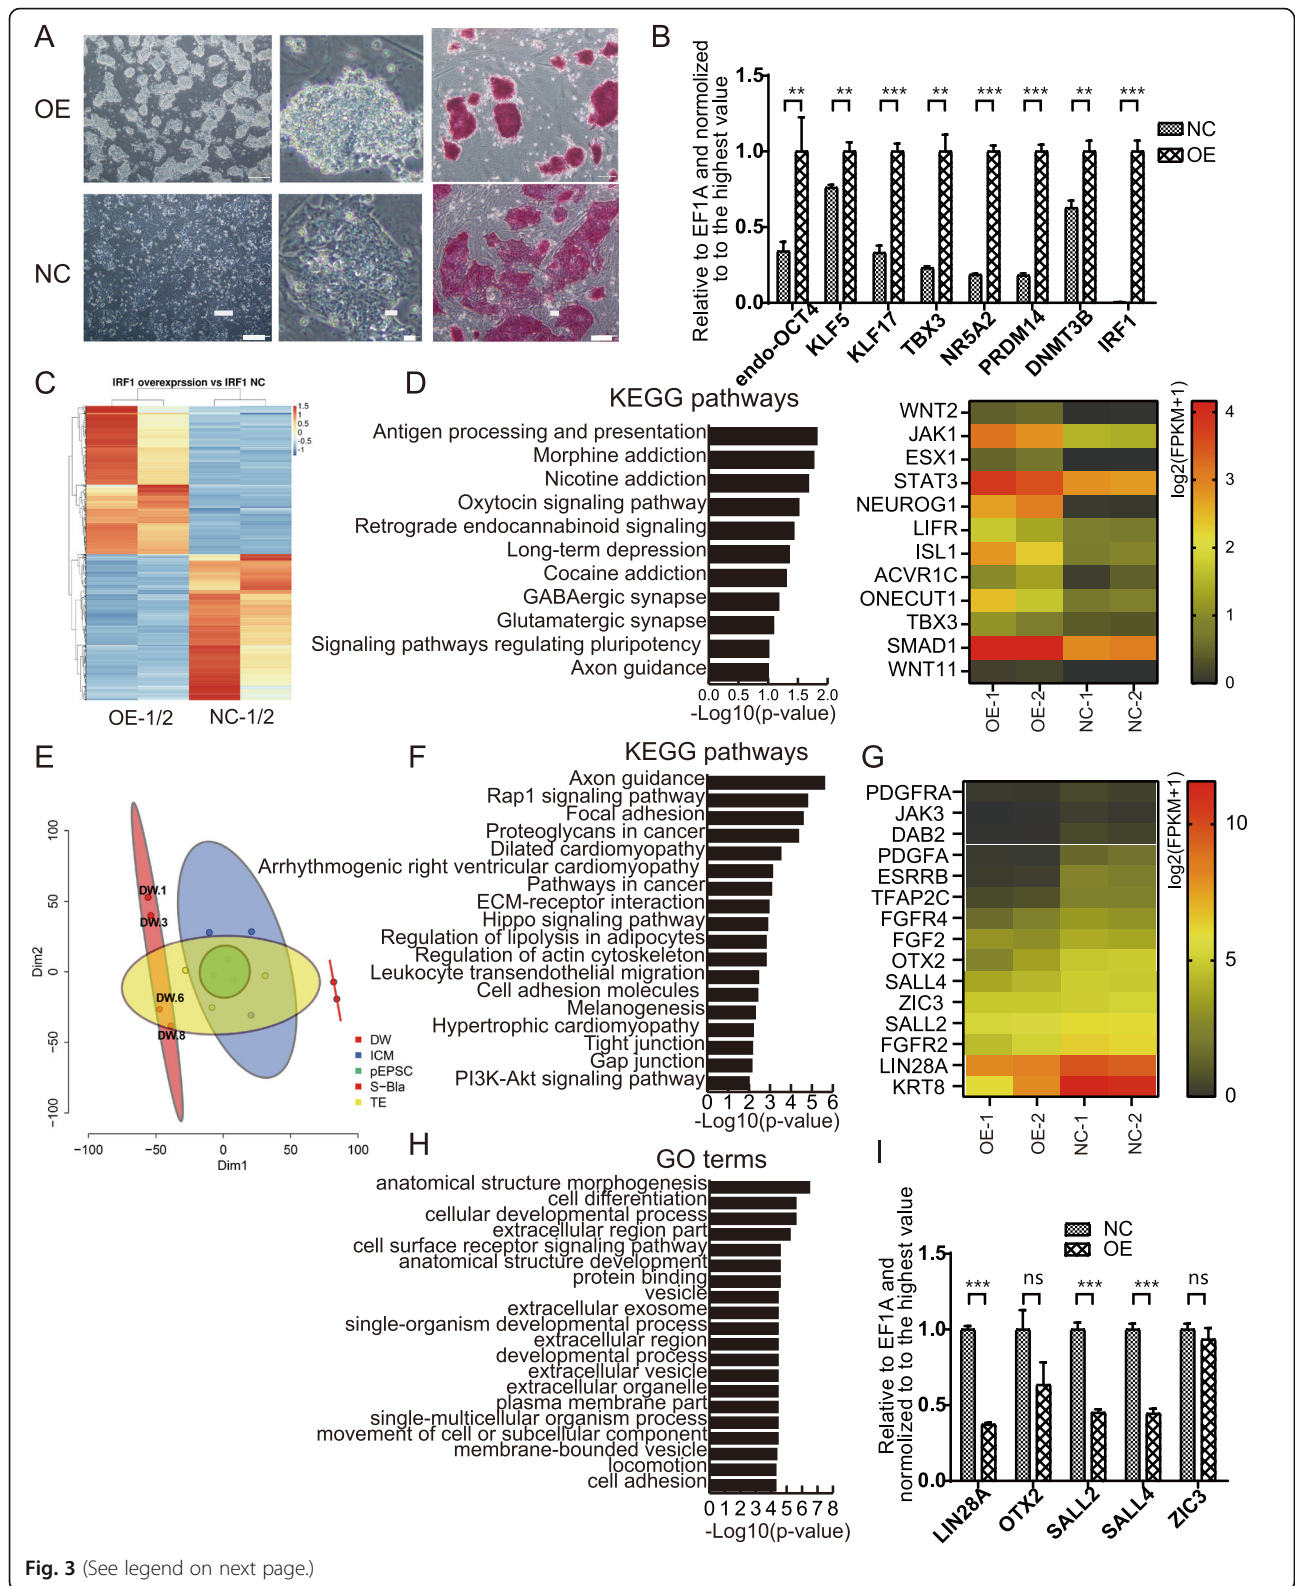 A
OE
NC
B
Relative to EF1A and normolized
to to the highest value
1.5
1.0
0.5
0.0
** ** *** ** *** *** ** ***
NC
OE
endo-OCT4
KLF5
KLF17
TBX3
NR5A2
PRDM14
DNMT3B
IRF1
C
IRF1 overexprssion vs IRF1 NC
1.5
1
0.5
0
-0.5
-1
OE-1/2 NC-1/2
D
KEGG pathways
Antigen processing and presentation
Morphine addiction
Nicotine addiction
Oxytocin signaling pathway
Retrograde endocannabinoid signaling
Long-term depression
Cocaine addiction
GABAergic synapse
Glutamatergic synapse
Signaling pathways regulating pluripotency
Axon guidance
0.0 0.5 1.0 1.5 2.0
-Log10(p-value)
WNT2
JAK1
ESX1
STAT3
NEUROG1
LIFR
ISL1
ACVR1C
ONECUT1
TBX3
SMAD1
WNT11
OE-1
OE-2
NC-1
NC-2
log2(FPKM+1)
4
3
2
1
0
E
Dim2
100
50
0
−50
−100
DW.1
DW.3
DW.6
DW.8
DW
ICM
pEPSC
S−Bla
TE
−100 −50 0 50 100
Dim1
F
KEGG pathways
Axon guidance
Rap1 signaling pathway
Focal adhesion
Proteoglycans in cancer
Dilated cardiomyopathy
Arrhythmogenic right ventricular cardiomyopathy
Pathways in cancer
ECM-receptor interaction
Hippo signaling pathway
Regulation of lipolysis in adipocytes
Regulation of actin cytoskeleton
Leukocyte transendothelial migration
Cell adhesion molecules
Melanogenesis
Hypertrophic cardiomyopathy
Tight junction
Gap junction
PI3K-Akt signaling pathway
0 1 2 3 4 5 6
-Log10(p-value)
G
PDGFRA
JAK3
DAB2
PDGFA
ESRRB
TFAP2C
FGFR4
FGF2
OTX2
SALL4
ZIC3
SALL2
FGFR2
LIN28A
KRT8
OE-1
OE-2
NC-1
NC-2
log2(FPKM+1)
10
5
0
H
GO terms
anatomical structure morphogenesis
cell differentiation
cellular developmental process
extracellular region part
cell surface receptor signaling pathway
anatomical structure development
protein binding
vesicle
extracellular exosome
single-organism developmental process
extracellular region
developmental process
extracellular vesicle
extracellular organelle
plasma membrane part
single-multicellular organism process
movement of cell or subcellular component
membrane-bounded vesicle
locomotion
cell adhesion
0 1 2 3 4 5 6 7 8
-Log10(p-value)
I
Relative to EF1A and
normolized to to the highest value
NC
OE
1.5
1.0
0.5
0.0
*** ns *** *** ns
LIN28A
OTX2
SALL2
SALL4
ZIC3
Fig. 3 (See legend on next page.)